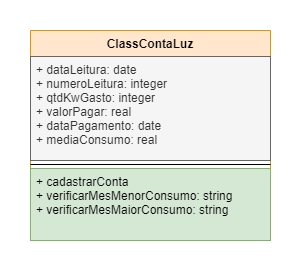 ClassContaLuz
+ dataLeitura: date
+ numeroLeitura: integer
+ qtdKwGasto: integer
+ valorPagar: real
+ dataPagamento: date
+ mediaConsumo: real
+ cadastrarConta
+ verificarMesMenorConsumo: string
+ verificarMesMaiorConsumo: string